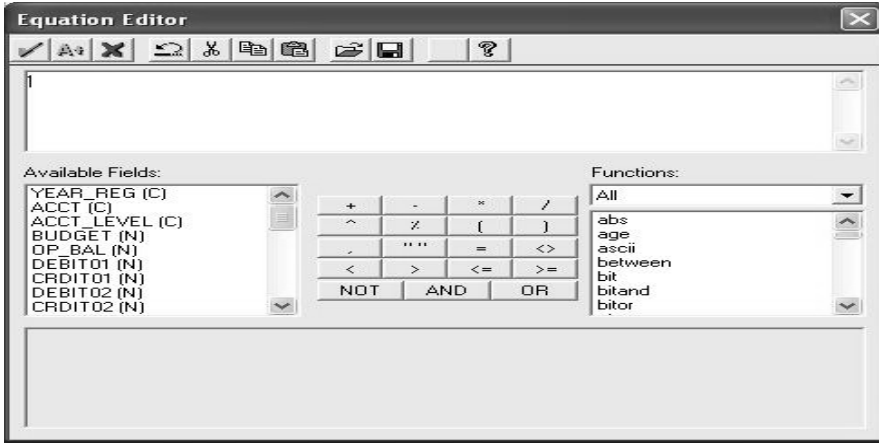 Equation Editor
1
Available Fields:
YEAR_REG (C)
ACCT (C)
ACCT_LEVEL (C)
BUDGET (N)
OP_BAL (N)
DEBIT01 (N)
CRDIT01 (N)
DEBIT02 (N)
CRDIT02 (N)
+ - * /
^ % ( )
, "" = <>
< > <= >=
NOT AND OR
Functions:
All
abs
age
ascii
between
bit
bitand
bitor